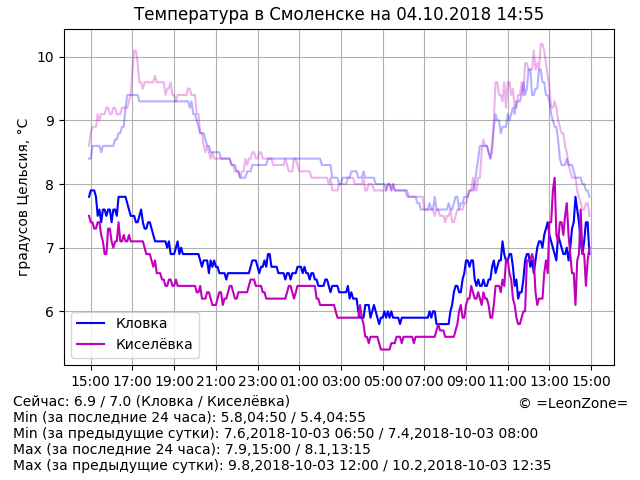 Температура в Смоленске на 04.10.2018 14:55
градусов Цельсия, °C
10
9
8
7
6
Кловка
Киселёвка
15:00 17:00 19:00 21:00 23:00 01:00 03:00 05:00 07:00 09:00 11:00 13:00 15:00
Сейчас: 6.9 / 7.0 (Кловка / Киселёвка)
© =LeonZone=
Min (за последние 24 часа): 5.8,04:50 / 5.4,04:55
Min (за предыдущие сутки): 7.6,2018-10-03 06:50 / 7.4,2018-10-03 08:00
Max (за последние 24 часа): 7.9,15:00 / 8.1,13:15
Max (за предыдущие сутки): 9.8,2018-10-03 12:00 / 10.2,2018-10-03 12:35